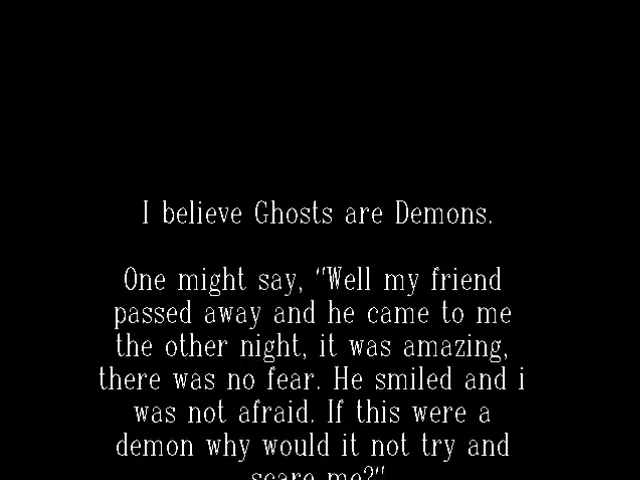 I believe Ghosts are Demons.
One might say, "Well my friend
passed away and he came to me
the other night, it was amazing,
there was no fear. He smiled and i
was not afraid. If this were a
demon why would it not try and
scare me?"